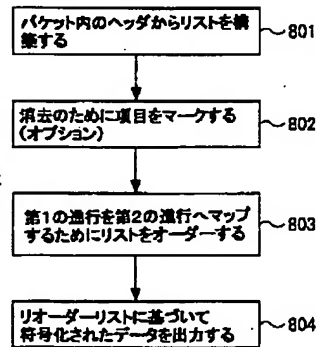 パケット内のヘッダからリストを構
築する
801
消去のために項目をマークする
(オプション)
802
第1の進行を第2の進行へマップ
するためにリストをオーダーする
803
リオーダーリストに基づいて
符号化されたデータを出力する
804